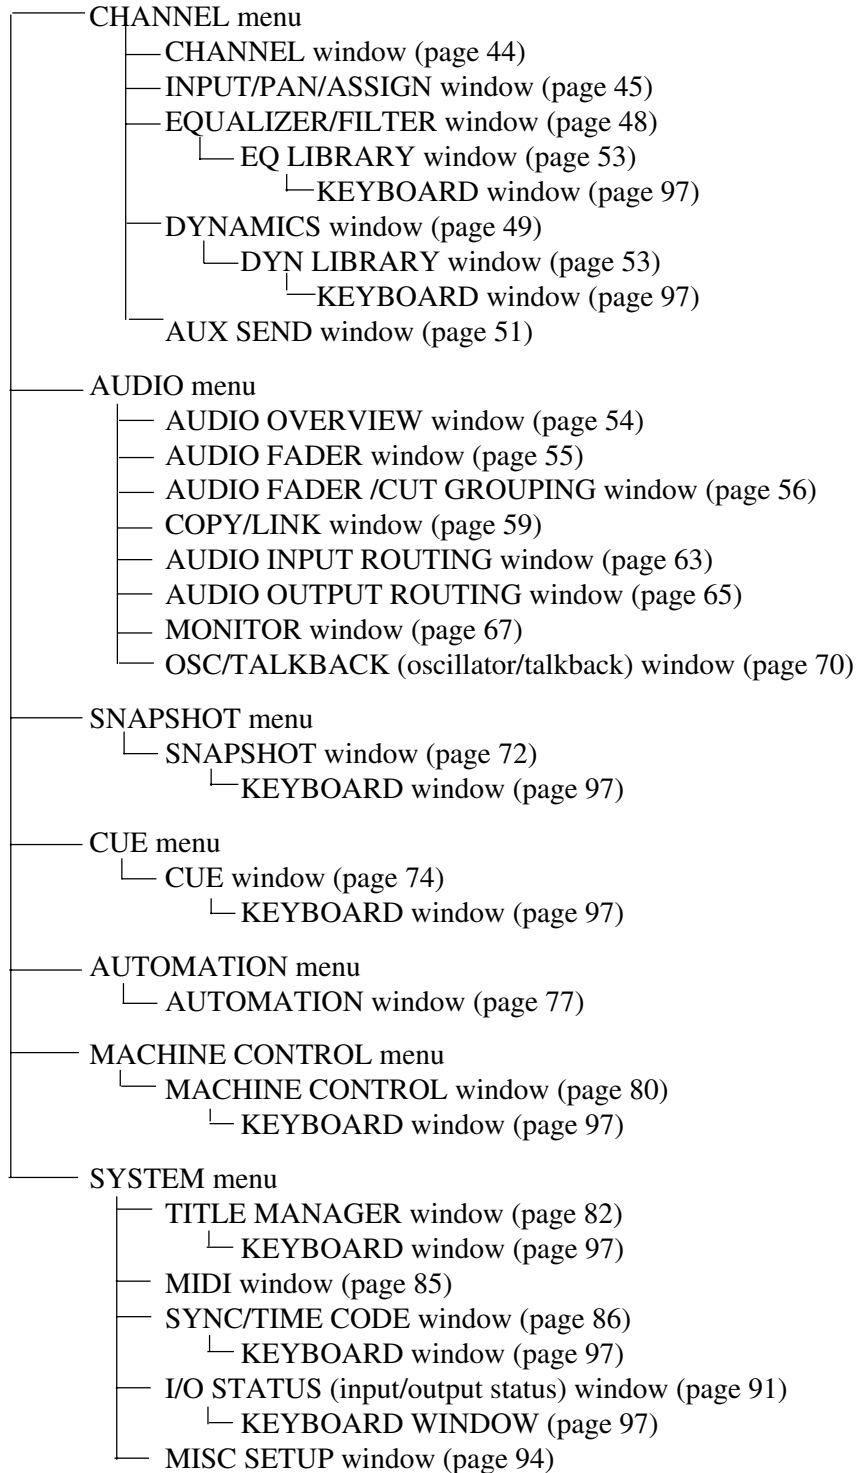 CHANNEL menu
CHANNEL window (page 44)
INPUT/PAN/ASSIGN window (page 45)
EQUALIZER/FILTER window (page 48)
EQ LIBRARY window (page 53)
KEYBOARD window (page 97)
DYNAMICS window (page 49)
DYN LIBRARY window (page 53)
KEYBOARD window (page 97)
AUX SEND window (page 51)
AUDIO menu
AUDIO OVERVIEW window (page 54)
AUDIO FADER window (page 55)
AUDIO FADER /CUT GROUPING window (page 56)
COPY/LINK window (page 59)
AUDIO INPUT ROUTING window (page 63)
AUDIO OUTPUT ROUTING window (page 65)
MONITOR window (page 67)
OSC/TALKBACK (oscillator/talkback) window (page 70)
SNAPSHOT menu
SNAPSHOT window (page 72)
KEYBOARD window (page 97)
CUE menu
CUE window (page 74)
KEYBOARD window (page 97)
AUTOMATION menu
AUTOMATION window (page 77)
MACHINE CONTROL menu
MACHINE CONTROL window (page 80)
KEYBOARD window (page 97)
SYSTEM menu
TITLE MANAGER window (page 82)
KEYBOARD window (page 97)
MIDI window (page 85)
SYNC/TIME CODE window (page 86)
KEYBOARD window (page 97)
I/O STATUS (input/output status) window (page 91)
KEYBOARD WINDOW (page 97)
MISC SETUP window (page 94)